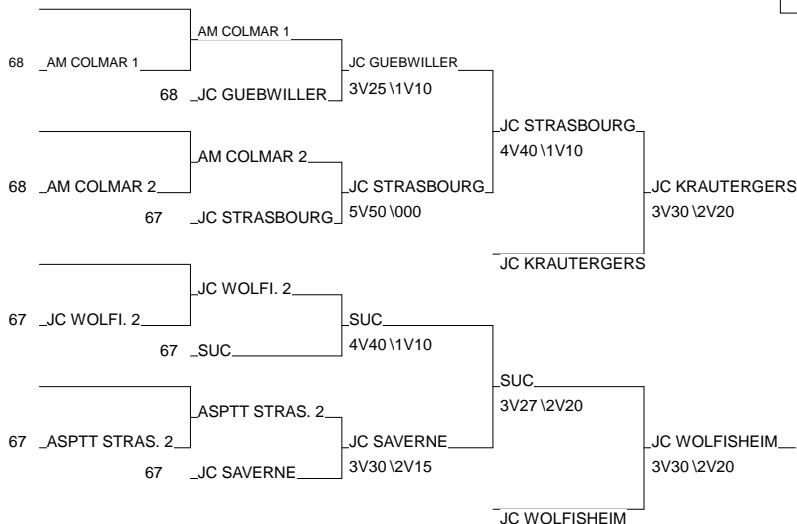 AM COLMAR 1
68 AM COLMAR 1
JC GUEBWILLER
68 JC GUEBWILLER
3V25 \1V10
JC STRASBOURG
4V40 \1V10
AM COLMAR 2
68 AM COLMAR 2
JC STRASBOURG
JC KRAUTERGERS
67 JC STRASBOURG
5V50 \000
3V30 \2V20
JC KRAUTERGERS
JC WOLFI. 2
67 JC WOLFI. 2
SUC
67 SUC
4V40 \1V10
SUC
3V27 \2V20
ASPTT STRAS. 2
67 ASPTT STRAS. 2
JC SAVERNE
JC WOLFISHEIM
67 JC SAVERNE
3V30 \2V15
3V30 \2V20
JC WOLFISHEIM